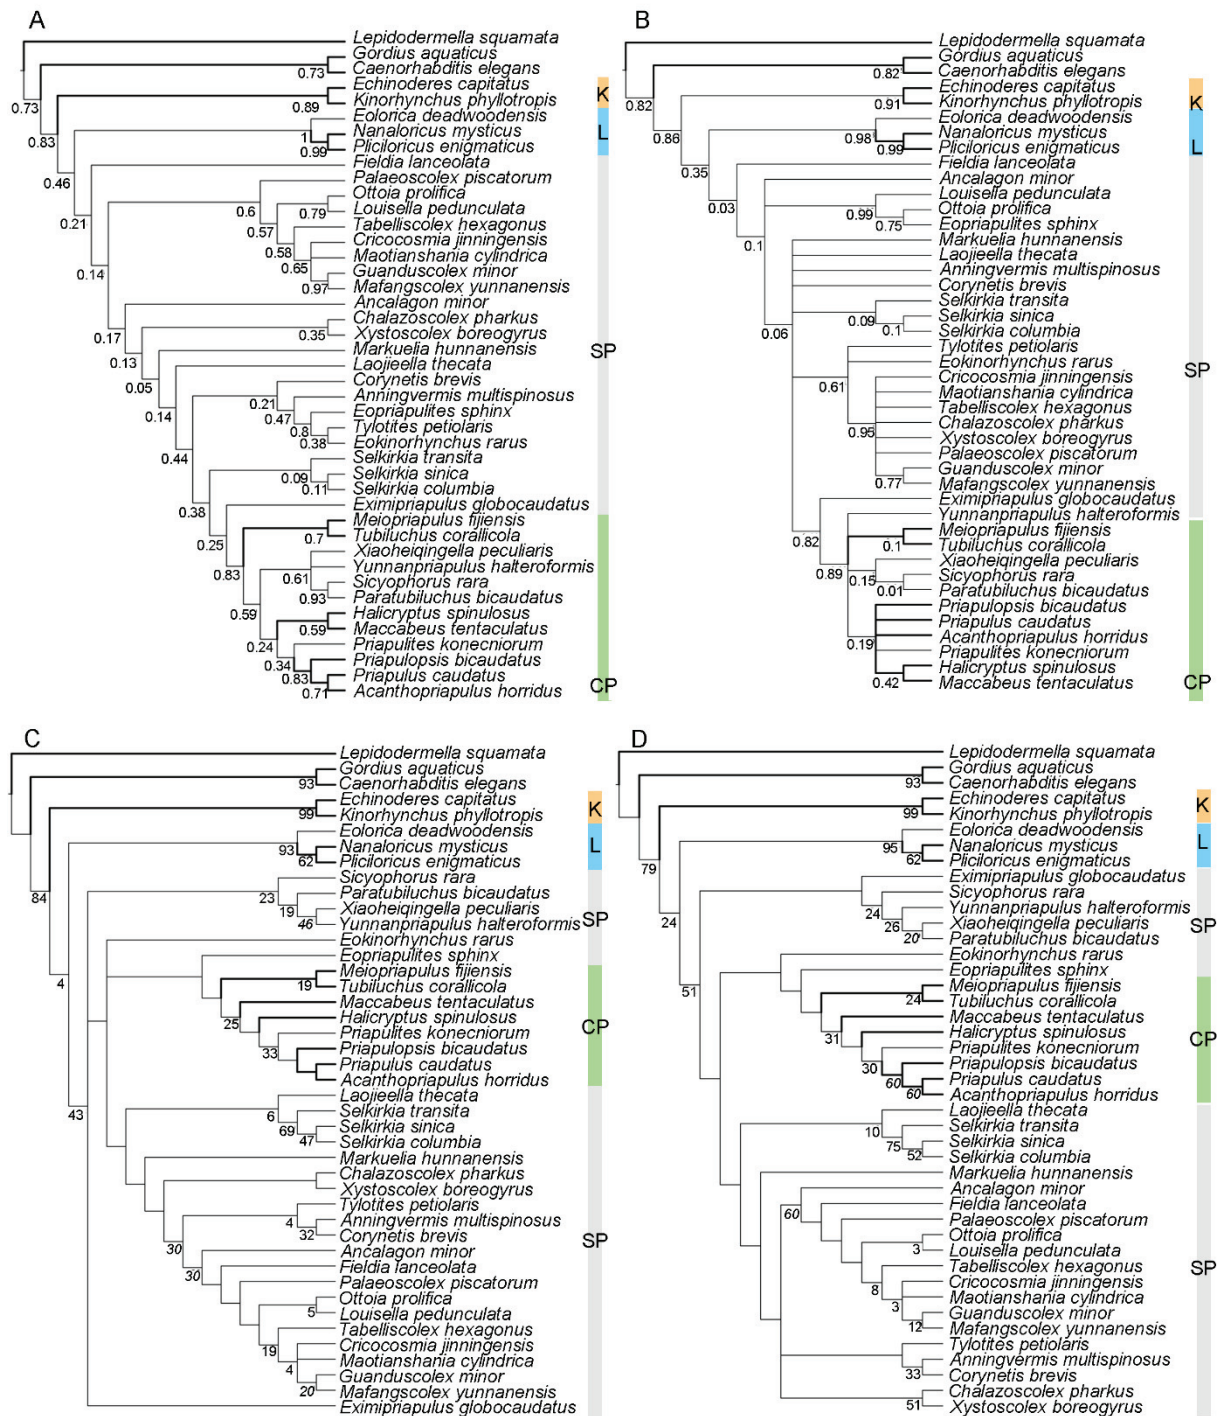 A
Lepidodermella squamata
Gordius aquaticus
0.73 Caenorhabditis elegans
Echinoderes capitatus
0.73
0.89 Kinorhynchus phyllotropis
K
Eolorica deadwoodensis
0.83
1 Nanaloricus mysticus
L
0.99 Pliciloricus enigmaticus
Fieldia lanceolata
0.46
Palaeoscolex piscatorum
Ottoia prolifica
0.6
0.79 Louisella pedunculata
0.21
0.57 Tabelliscolex hexagonus
Cricocosmia jinningensis
0.58 Maotianshania cylindrica
0.14
0.65 Guanduscolex minor
0.97 Mafangscolex yunnanensis
Ancalagon minor
Chalazoscolex pharkus
0.17
0.35 Xystoscolex boreogyrus
Markuelia hunnanensis
SP
0.13
Laojieella thecata
Corynetis brevis
0.05
Anningvermis multispinosus
0.21
Eopriapulites sphinx
0.14
0.47
Tylotites petiolaris
0.8
0.38 Eokinorhynchus rarus
0.44
Selkirkia transita
Selkirkia sinica
0.09
0.11 Selkirkia columbia
Eximipriapulus globocaudatus
0.38
Meiopriapulus fijiensis
0.7 Tubiluchus corallicola
0.25
Xiaoheiqingella peculiaris
Yunnanpriapulus halteroformis
0.83
0.61 Sicyophorus rara
0.93 Paratubiluchus bicaudatus
Halicryptus spinulosus
0.59
0.59 Maccabeus tentaculatus
0.24
Priapulites konecniorum
0.34
Priapulopsis bicaudatus
0.83
Priapulus caudatus
CP
0.71 Acanthopriapulus horridus
B
Lepidodermella squamata
Gordius aquaticus
0.82 Caenorhabditis elegans
Echinoderes capitatus
0.82
0.91 Kinorhynchus phyllotropis
K
Eolorica deadwoodensis
0.86
0.98 Nanaloricus mysticus
L
0.99 Pliciloricus enigmaticus
Fieldia lanceolata
0.35
Ancalagon minor
Louisella pedunculata
0.03
0.99 Ottoia prolifica
0.75 Eopriapulites sphinx
Markuelia hunnanensis
0.1
Laojieella thecata
Anningvermis multispinosus
Corynetis brevis
Selkirkia transita
0.09 Selkirkia sinica
0.06
0.1 Selkirkia columbia
Tylotites petiolaris
Eokinorhynchus rarus
SP
Cricocosmia jinningensis
0.61
Maotianshania cylindrica
Tabelliscolex hexagonus
Chalazoscolex pharkus
0.95
Xystoscolex boreogyrus
Palaeoscolex piscatorum
Guanduscolex minor
0.77 Mafangscolex yunnanensis
Eximipriapulus globocaudatus
Yunnanpriapulus halteroformis
Meiopriapulus fijiensis
0.82
0.1 Tubiluchus corallicola
Xiaoheiqingella peculiaris
0.89
0.15 Sicyophorus rara
0.01 Paratubiluchus bicaudatus
Priapulopsis bicaudatus
Priapulus caudatus
Acanthopriapulus horridus
0.19
Priapulites konecniorum
Halicryptus spinulosus
CP
0.42 Maccabeus tentaculatus
C
Lepidodermella squamata
Gordius aquaticus
93 Caenorhabditis elegans
Echinoderes capitatus
99 Kinorhynchus phyllotropis
K
Eolorica deadwoodensis
93 Nanaloricus mysticus
L
62 Pliciloricus enigmaticus
Sicyophorus rara
84
23 Paratubiluchus bicaudatus
19 Xiaoheiqingella peculiaris
SP
46 Yunnanpriapulus halteroformis
Eokinorhynchus rarus
Eopriapulites sphinx
Meiopriapulus fijiensis
4
19 Tubiluchus corallicola
Maccabeus tentaculatus
25 Halicryptus spinulosus
CP
Priapulites konecniorum
33 Priapulopsis bicaudatus
Priapulus caudatus
Acanthopriapulus horridus
Laojieella thecata
43
6 Selkirkia transita
69 Selkirkia sinica
47 Selkirkia columbia
Markuelia hunnanensis
Chalazoscolex pharkus
Xystoscolex boreogyrus
Tylotites petiolaris
4 Anningvermis multispinosus
32 Corynetis brevis
SP
30
Ancalagon minor
30 Fieldia lanceolata
Palaeoscolex piscatorum
Ottoia prolifica
5 Louisella pedunculata
Tabelliscolex hexagonus
19 Cricocosmia jinningensis
4 Maotianshania cylindrica
Guanduscolex minor
20 Mafangscolex yunnanensis
Eximipriapulus globocaudatus
D
Lepidodermella squamata
Gordius aquaticus
93 Caenorhabditis elegans
Echinoderes capitatus
99 Kinorhynchus phyllotropis
K
Eolorica deadwoodensis
95 Nanaloricus mysticus
L
62 Pliciloricus enigmaticus
79
Eximipriapulus globocaudatus
Sicyophorus rara
24 Yunnanpriapulus halteroformis
24
26 Xiaoheiqingella peculiaris
SP
20 Paratubiluchus bicaudatus
Eokinorhynchus rarus
Eopriapulites sphinx
51
Meiopriapulus fijiensis
24 Tubiluchus corallicola
Maccabeus tentaculatus
31 Halicryptus spinulosus
CP
Priapulites konecniorum
30 Priapulopsis bicaudatus
60 Priapulus caudatus
60 Acanthopriapulus horridus
Laojieella thecata
10 Selkirkia transita
75 Selkirkia sinica
52 Selkirkia columbia
Markuelia hunnanensis
Ancalagon minor
60 Fieldia lanceolata
Palaeoscolex piscatorum
Ottoia prolifica
3 Louisella pedunculata
Tabelliscolex hexagonus
SP
8 Cricocosmia jinningensis
3 Maotianshania cylindrica
Guanduscolex minor
12 Mafangscolex yunnanensis
Tylotites petiolaris
Anningvermis multispinosus
33 Corynetis brevis
Chalazoscolex pharkus
51 Xystoscolex boreogyrus